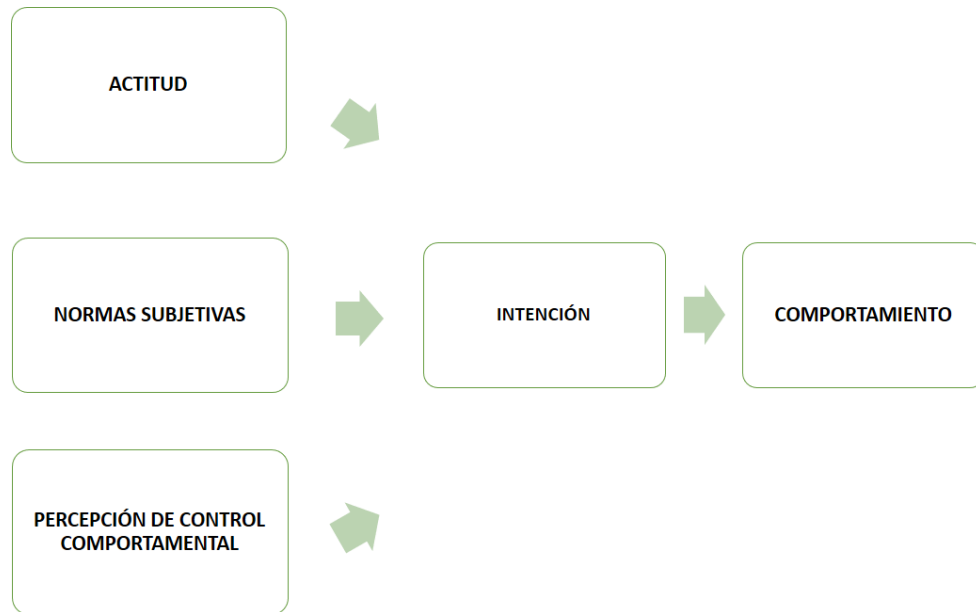 ACTITUD
NORMAS SUBJETIVAS
INTENCIÓN
COMPORTAMIENTO
PERCEPCIÓN DE CONTROL
COMPORTAMENTAL